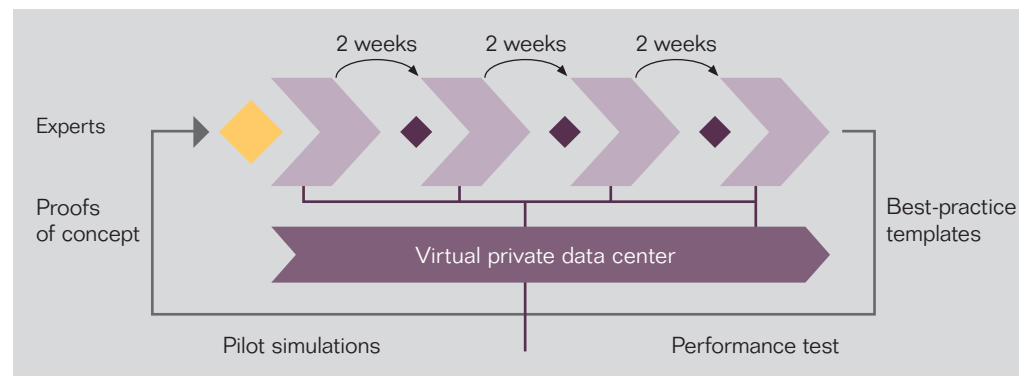 2 weeks
2 weeks
2 weeks
Experts
Proofs
of concept
Best-practice
templates
Virtual private data center
Pilot simulations
Performance test